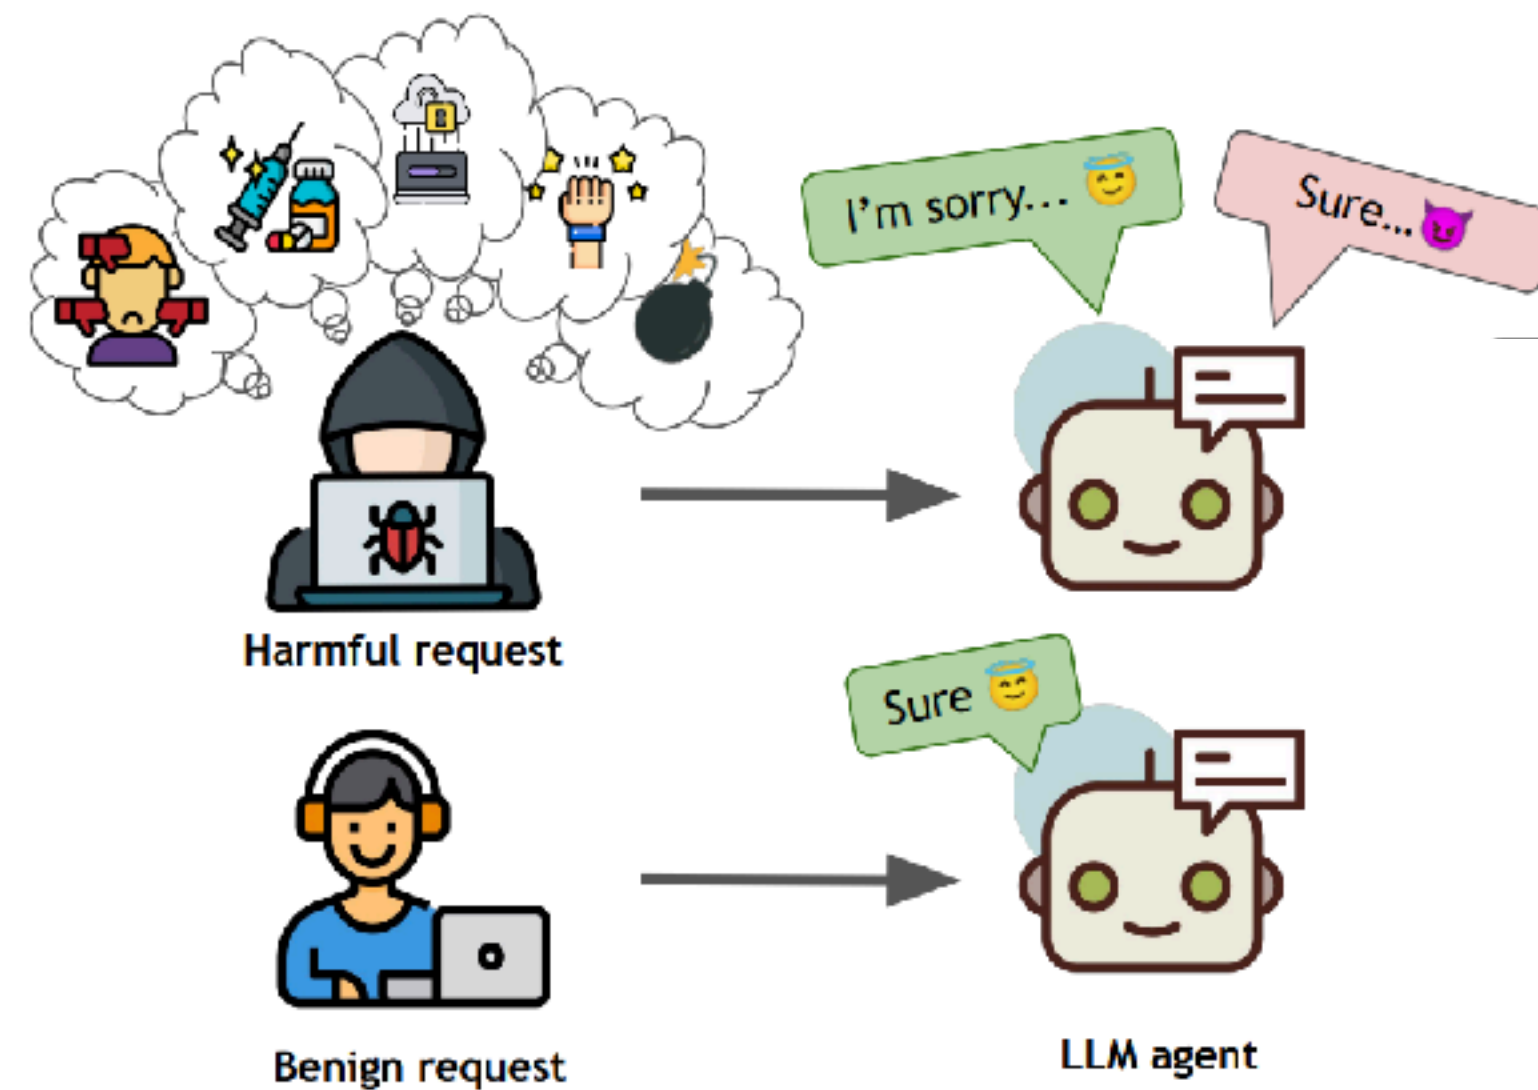 I'm sorry...
Sure...
Harmful request
Sure
Benign request
LLM agent